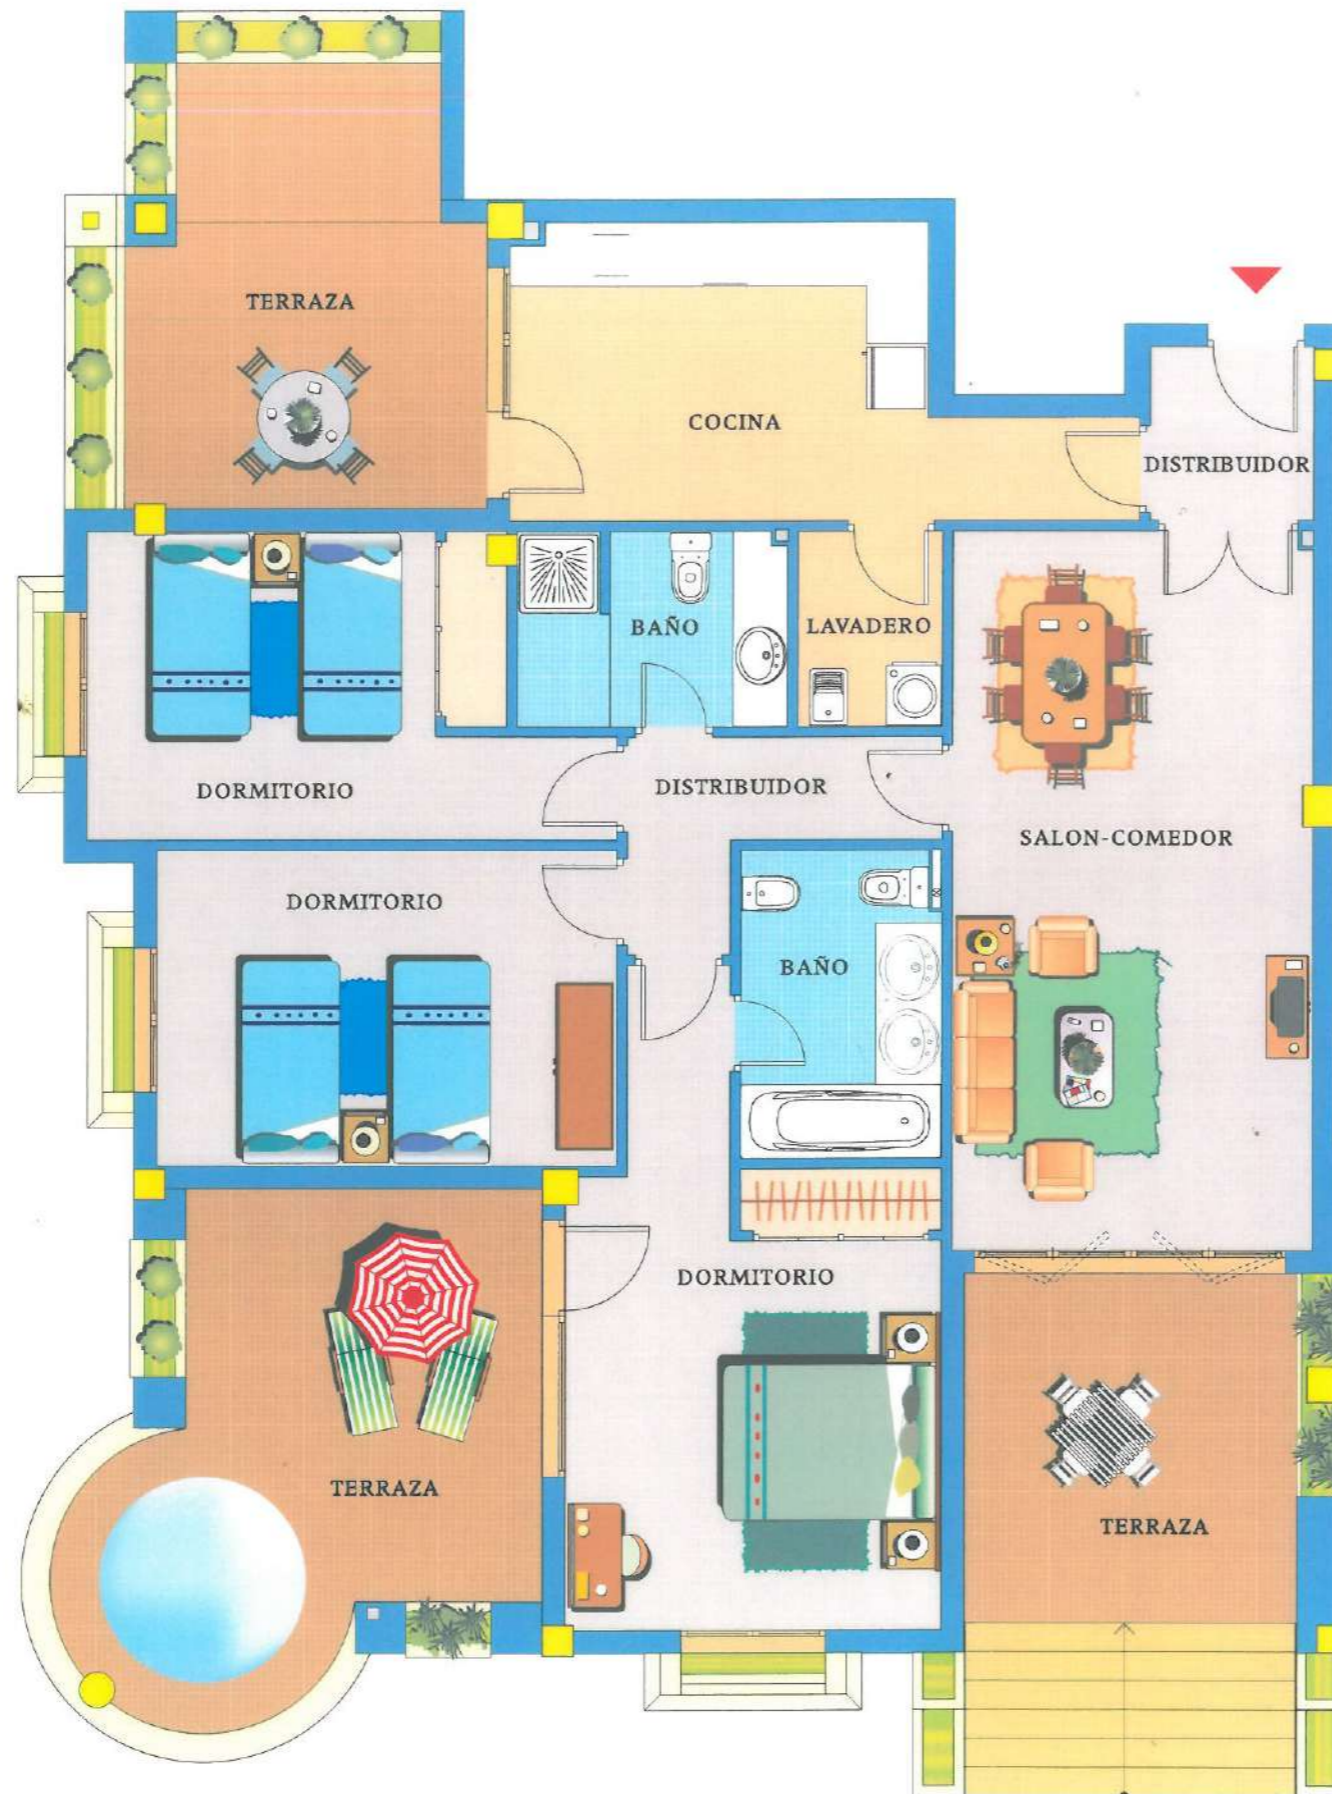 TERRAZA
COCINA
DISTRIBUIDOR
BAÑO
LAVADERO
DORMITORIO
DISTRIBUIDOR
SALON-COMEDOR
DORMITORIO
BAÑO
DORMITORIO
TERRAZA
TERRAZA